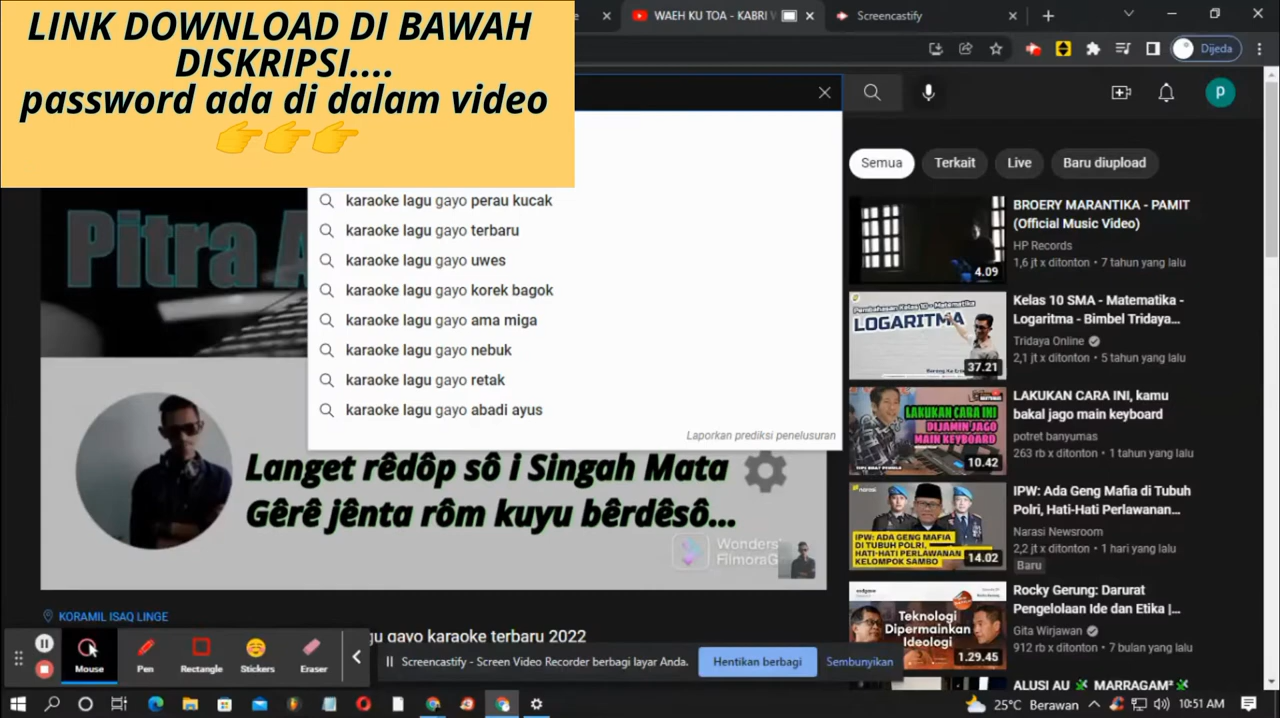 LINK DOWNLOAD DI BAWAH
DISKRIPSI....
password ada di dalam video
WAEH KU TOA - KABRI
Screencastify
Dijeda
P
Semua
Terkait
Live
Baru diupload
karaoke lagu gayo perau kucak
karaoke lagu gayo terbaru
karaoke lagu gayo uwes
karaoke lagu gayo korek bagok
karaoke lagu gayo ama miga
karaoke lagu gayo nebuk
karaoke lagu gayo retak
karaoke lagu gayo abadi ayus
Laporkan prediksi penelusuran
Pitra A
Langet rêdôp sô i Singah Mata
Gêrê jênta rôm kuyu bêrdêsô...
Wonders
FilmoraG
KORAMIL ISAQ LINGE
gu gayo karaoke terbaru 2022
BROERY MARANTIKA - PAMIT
(Official Music Video)
HP Records
1,6 jt x ditonton • 7 tahun yang lalu
4.09
LOGARITMA
37.21
Kelas 10 SMA - Matematika -
Logaritma - Bimbel Tridaya...
Tridaya Online
2,1 jt x ditonton • 5 tahun yang lalu
LAKUKAN CARA INI
DIJAMIN JAGO
MAIN KEYBOARD
10.42
LAKUKAN CARA INI, kamu
bakal jago main keyboard
potret banyumas
263 rb x ditonton • 1 tahun yang lalu
narasi
IPW: ADA GENG MAFIA
DI TUBUH POLRI,
HATI-HATI PERLAWANAN
KELOMPOK SAMBO
14.02
IPW: Ada Geng Mafia di Tubuh
Polri, Hati-Hati Perlawanan...
Narasi Newsroom
2,2 jt x ditonton • 1 hari yang lalu
Baru
Teknologi
Dipermainkan
Ideologi
1.29.45
Rocky Gerung: Darurat
Pengelolaan Ide dan Etika |...
Gita Wirjawan
912 rb x ditonton • 7 bulan yang lalu
ALUSI AU MARRAGAM²
Mouse
Pen
Rectangle
Stickers
Eraser
Screencastify - Screen Video Recorder berbagi layar Anda.
Hentikan berbagi
Sembunyikan
25°C Berawan
10:51 AM